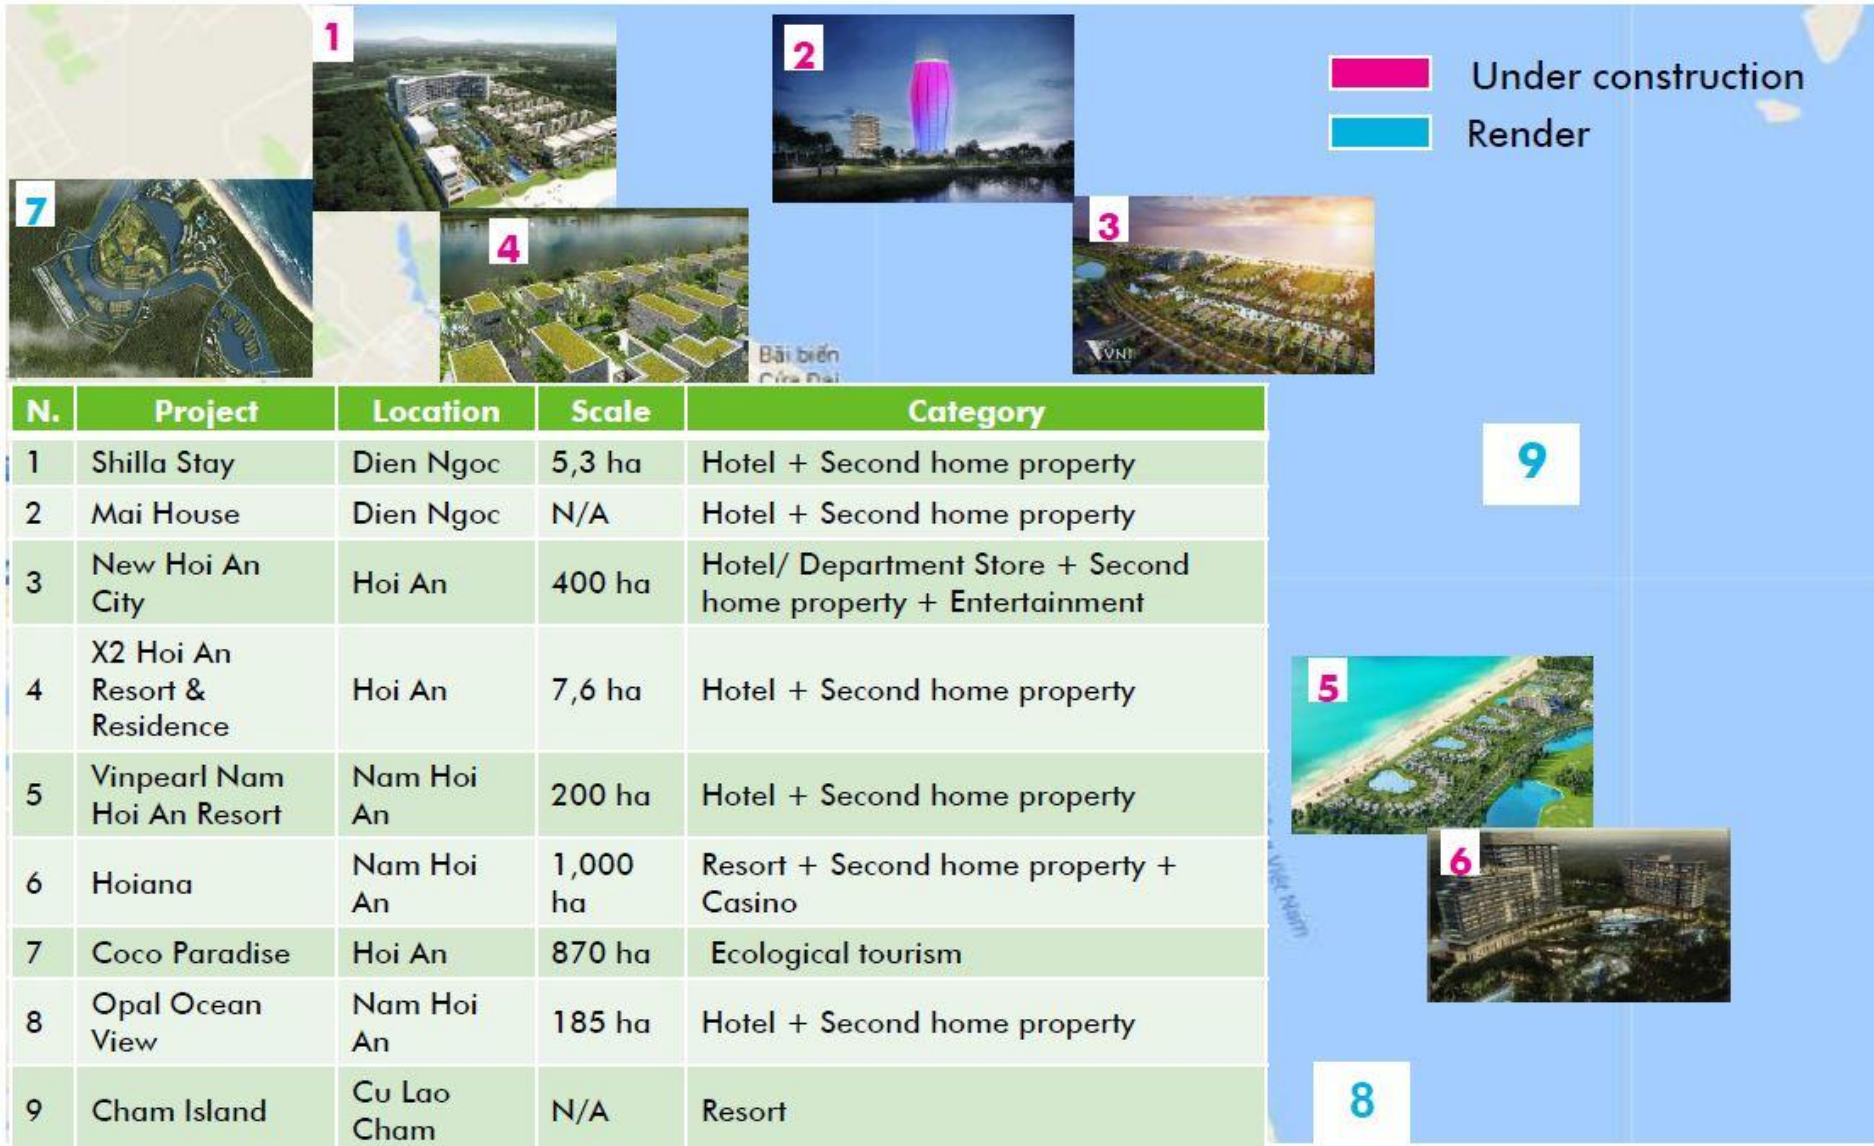 1
2
Under construction
Render
7
4
3
VNI
Bãi biển
Cửa Đại
N. Project Location Scale Category
1 Shilla Stay Dien Ngoc 5,3 ha Hotel + Second home property
2 Mai House Dien Ngoc N/A Hotel + Second home property
3 New Hoi An City Hoi An 400 ha Hotel/ Department Store + Second home property + Entertainment
4 X2 Hoi An Resort & Residence Hoi An 7,6 ha Hotel + Second home property
5 Vinpearl Nam Hoi An Resort Nam Hoi An 200 ha Hotel + Second home property
6 Hoiana Nam Hoi An 1,000 ha Resort + Second home property + Casino
7 Coco Paradise Hoi An 870 ha Ecological tourism
8 Opal Ocean View Nam Hoi An 185 ha Hotel + Second home property
9 Cham Island Cu Lao Cham N/A Resort
9
5
6
Việt Nam
8